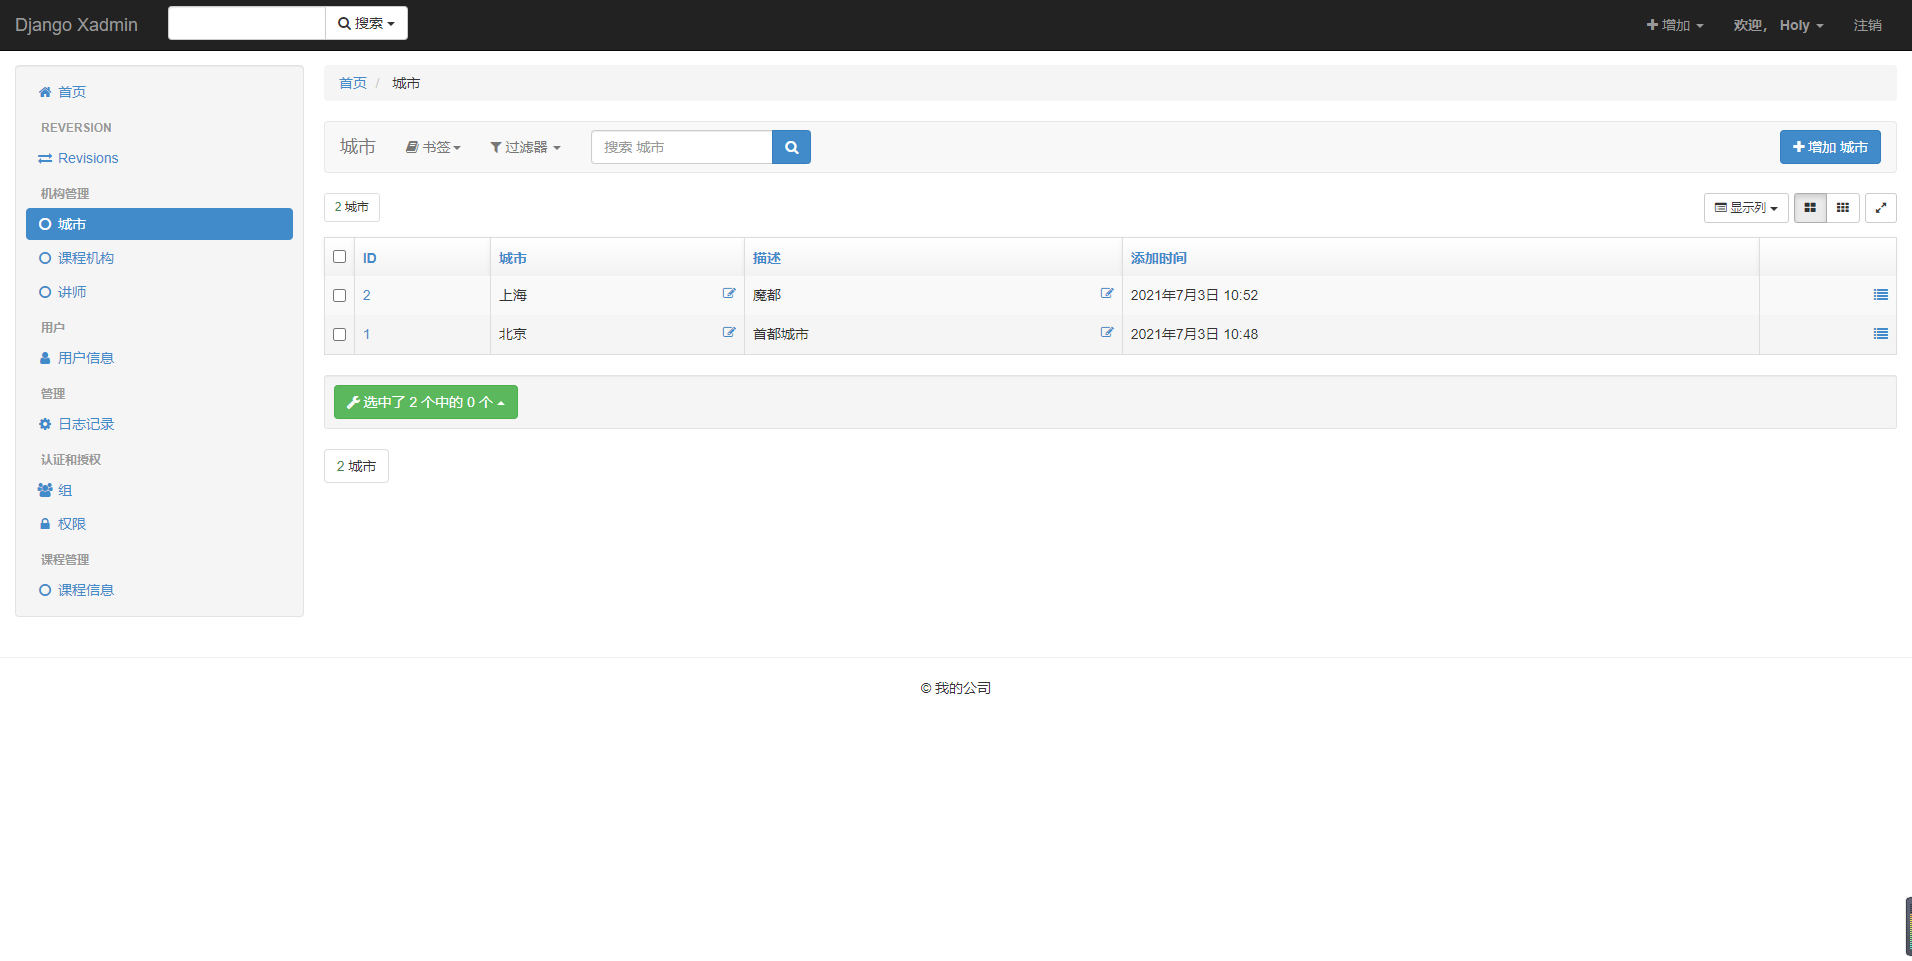 Django Xadmin 搜索 增加 欢迎， Holy 注销
首页
REVERSION
Revisions
机构管理
城市
课程机构
讲师
用户
用户信息
管理
日志记录
认证和授权
组
权限
课程管理
课程信息
首页 / 城市
城市 书签 过滤器 搜索 城市 增加 城市
2 城市 显示列
ID 城市 描述 添加时间
2 上海 魔都 2021年7月3日 10:52
1 北京 首都城市 2021年7月3日 10:48
选中了 2 个中的 0 个
2 城市
© 我的公司